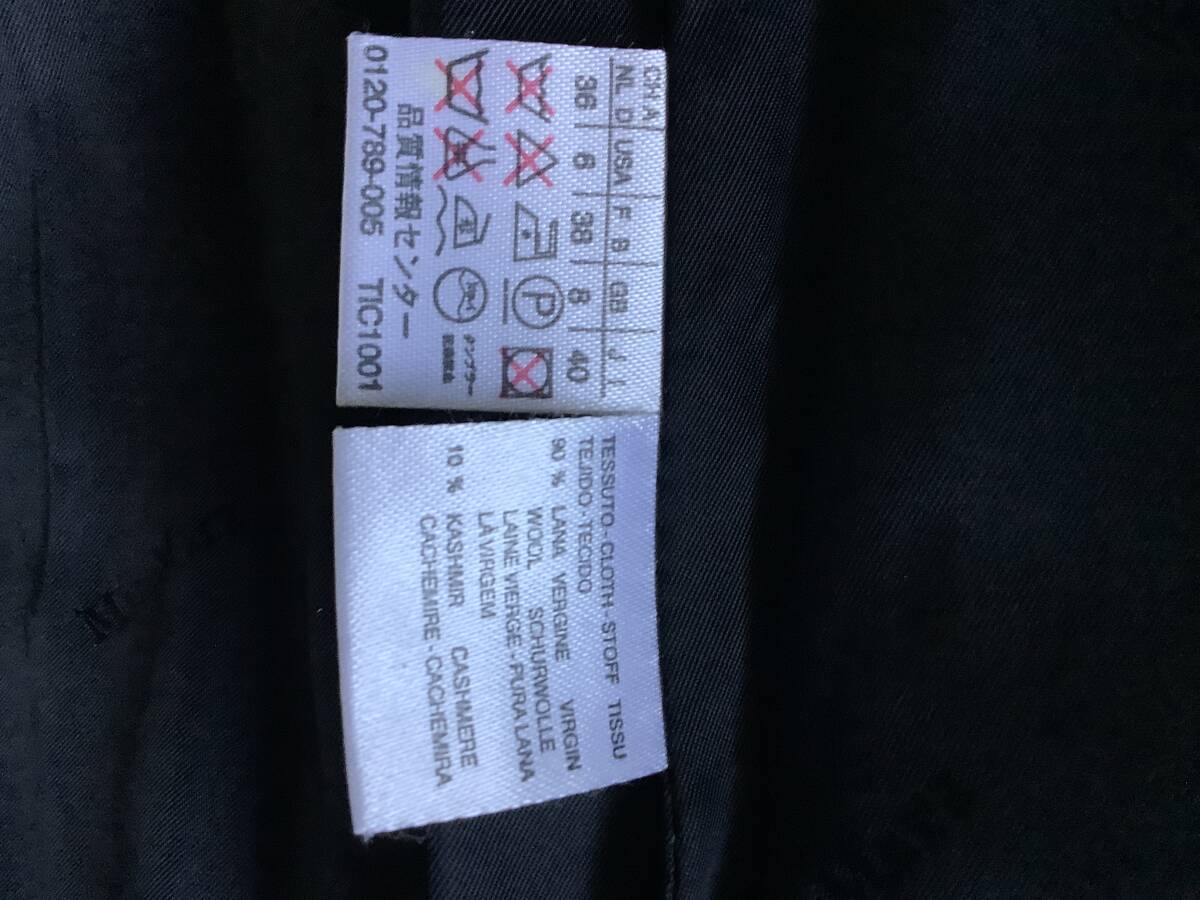 CH A
NL D USA F B GB J I
36 6 38 8 40
P
品質情報センター
0120-789-005 TIC1001
TESSUTO - CLOTH - STOFF TISSU
TEJIDO - TECIDO
90 % LANA VERGINE VIRGIN
WOOL SCHURWOLLE
LAINE VIERGE - PURA LANA
LÀ VIRGEM
10 % KASHMIR CASHMERE
CACHEMIRE - CACHEMIRA